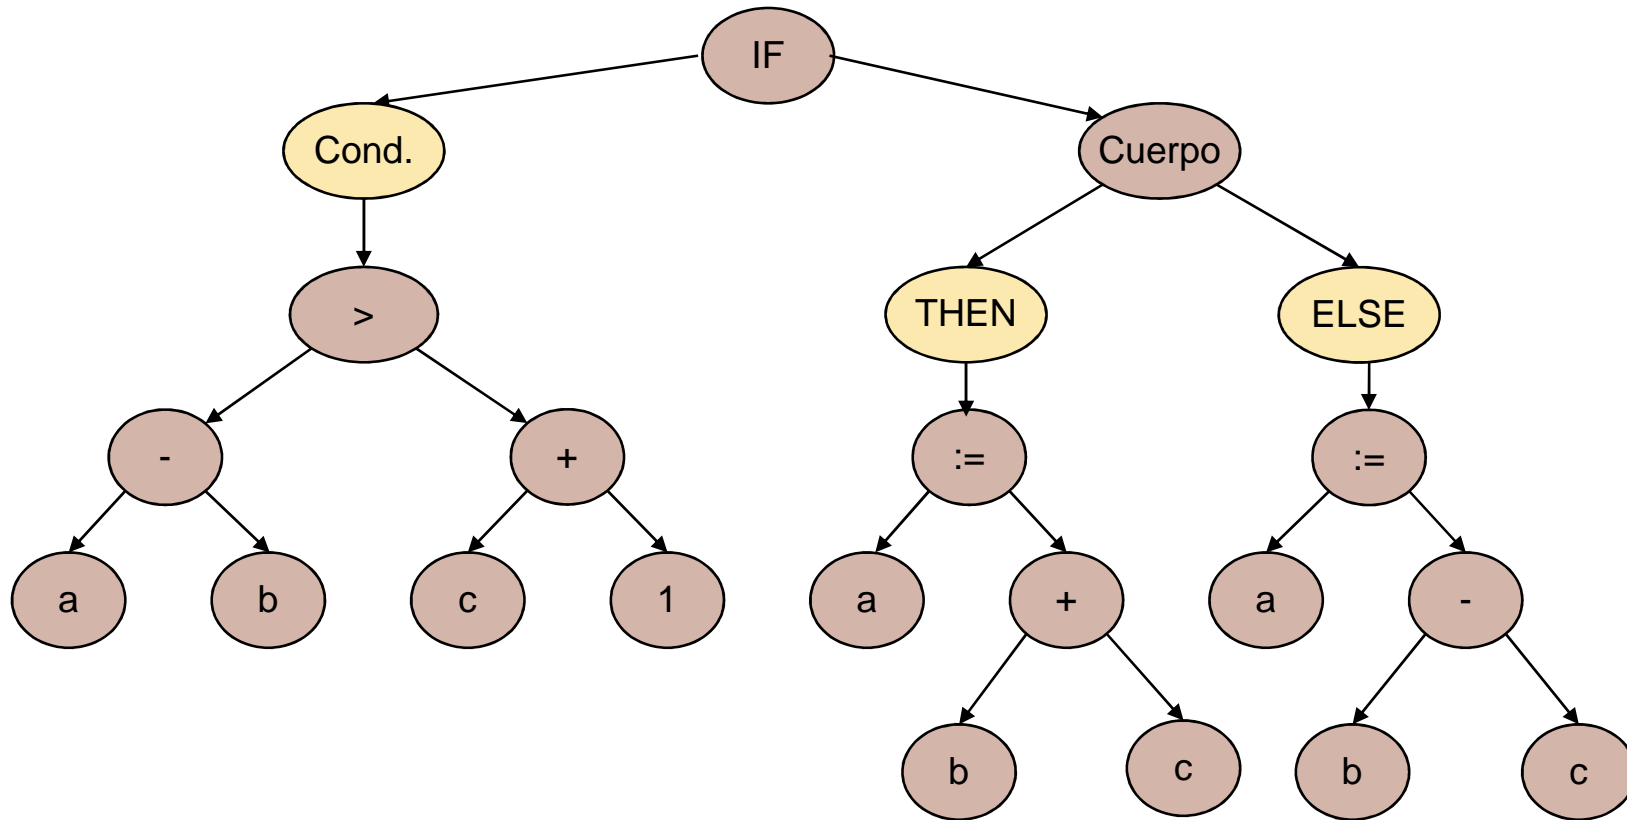 IF
Cond.
Cuerpo
>
THEN
ELSE
-
+
:=
:=
a
b
c
1
a
+
a
-
b
c
b
c